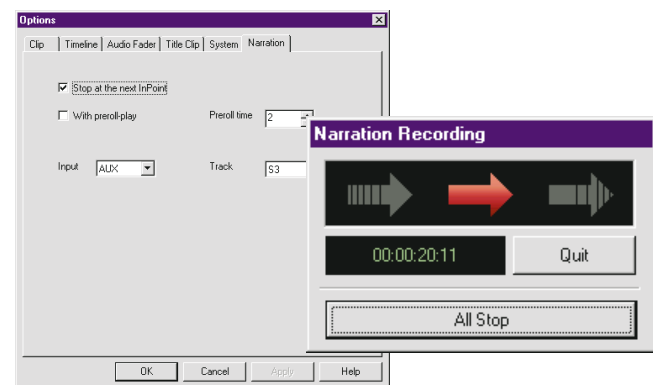 Options
Clip Timeline Audio Fader Title Clip System Narration
Stop at the next InPoint
With preroll-play Preroll time 2
Input AUX Track S3
OK Cancel Apply Help
Narration Recording
00:00:20:11 Quit
All Stop